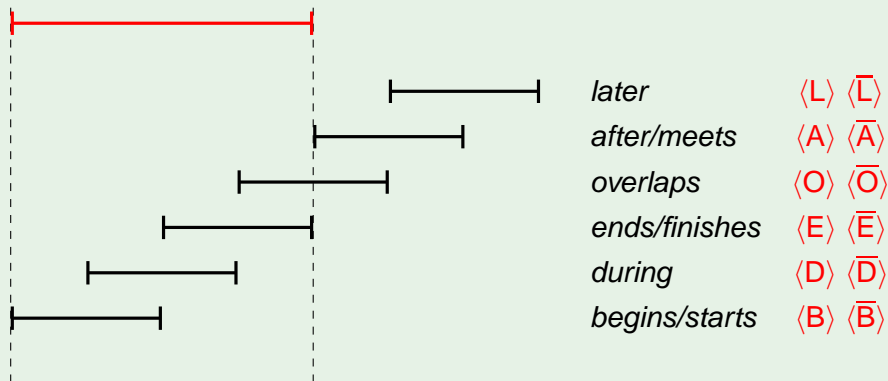 later ⟨L⟩ ⟨L̅⟩
after/meets ⟨A⟩ ⟨A̅⟩
overlaps ⟨O⟩ ⟨O̅⟩
ends/finishes ⟨E⟩ ⟨E̅⟩
during ⟨D⟩ ⟨D̅⟩
begins/starts ⟨B⟩ ⟨B̅⟩